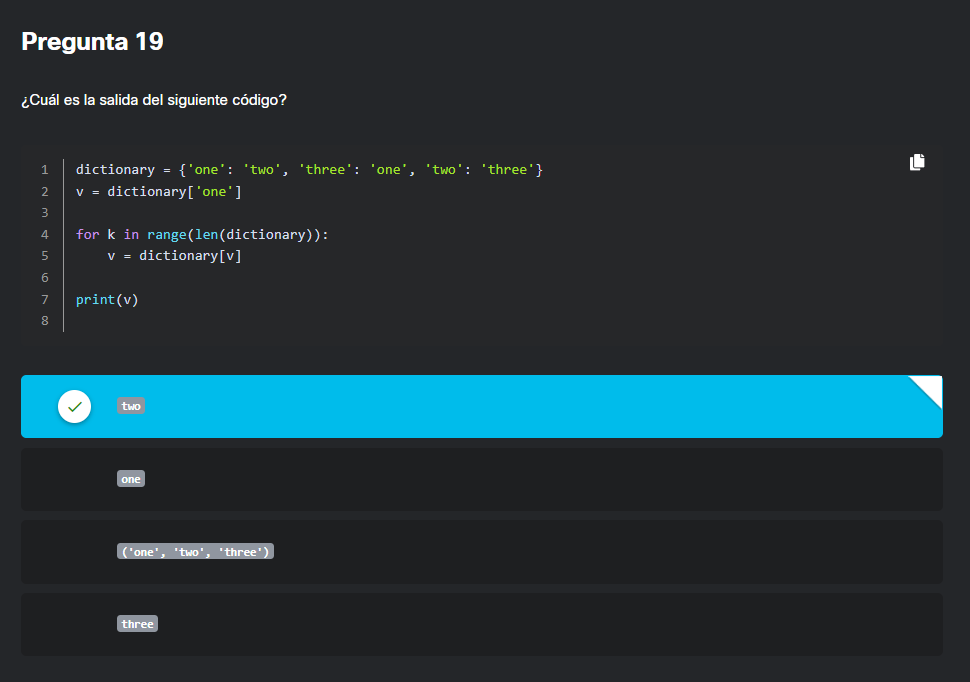 Pregunta 19
¿Cuál es la salida del siguiente código?
1 dictionary = {'one': 'two', 'three': 'one', 'two': 'three'}
2 v = dictionary['one']
3
4 for k in range(len(dictionary)):
5     v = dictionary[v]
6
7 print(v)
8
two
one
('one', 'two', 'three')
three